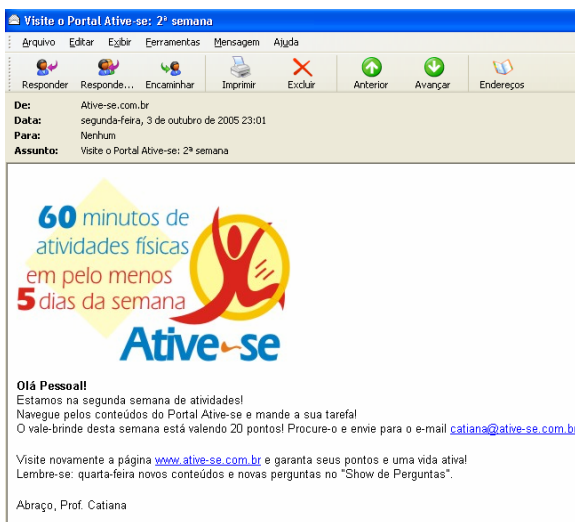 Visite o Portal Ative-se: 2ª semana
Arquivo Editar Exibir Ferramentas Mensagem Ajuda
Responder Responde... Encaminhar Imprimir Excluir Anterior Avançar Endereços
De: Ative-se.com.br
Data: segunda-feira, 3 de outubro de 2005 23:01
Para: Nenhum
Assunto: Visite o Portal Ative-se: 2ª semana
60 minutos de
atividades físicas
em pelo menos
5 dias da semana
Ative-se
Olá Pessoal!
Estamos na segunda semana de atividades!
Navegue pelos conteúdos do Portal Ative-se e mande a sua tarefa!
O vale-brinde desta semana está valendo 20 pontos! Procure-o e envie para o e-mail catiana@ative-se.com.br
Visite novamente a página www.ative-se.com.br e garanta seus pontos e uma vida ativa!
Lembre-se: quarta-feira novos conteúdos e novas perguntas no "Show de Perguntas".
Abraço, Prof. Catiana